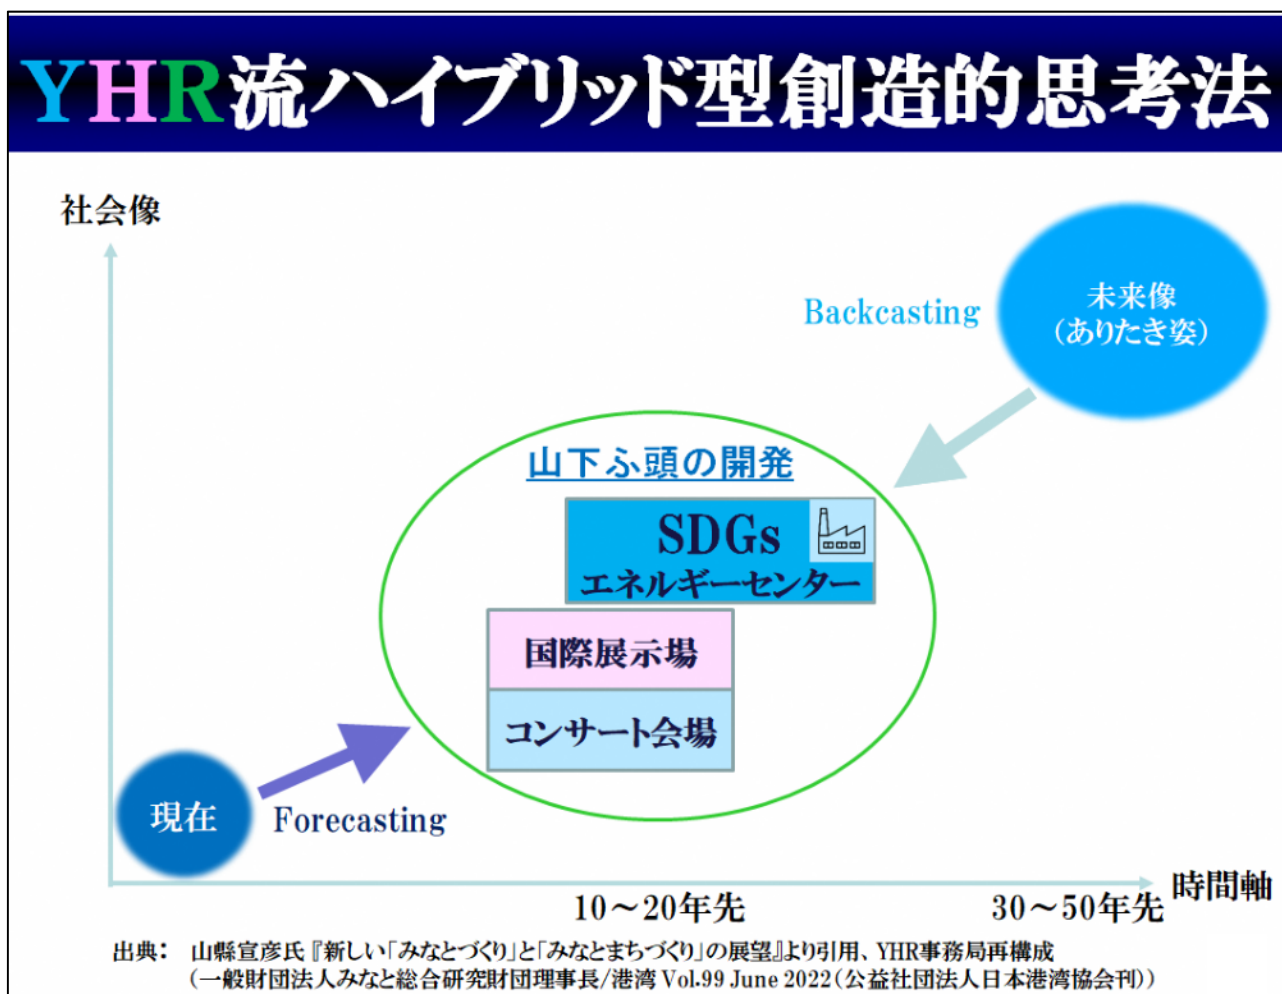 YHR流ハイブリッド型創造的思考法
社会像
未来像
（ありたき姿）
Backcasting
山下ふ頭の開発
SDGs
エネルギーセンター
国際展示場
コンサート会場
現在
Forecasting
時間軸
10～20年先
30～50年先
出典： 山縣宣彦氏『新しい「みなとづくり」と「みなとまちづくり」の展望』より引用、YHR事務局再構成
（一般財団法人みなと総合研究財団理事長/港湾 Vol.99 June 2022（公益社団法人日本港湾協会刊））